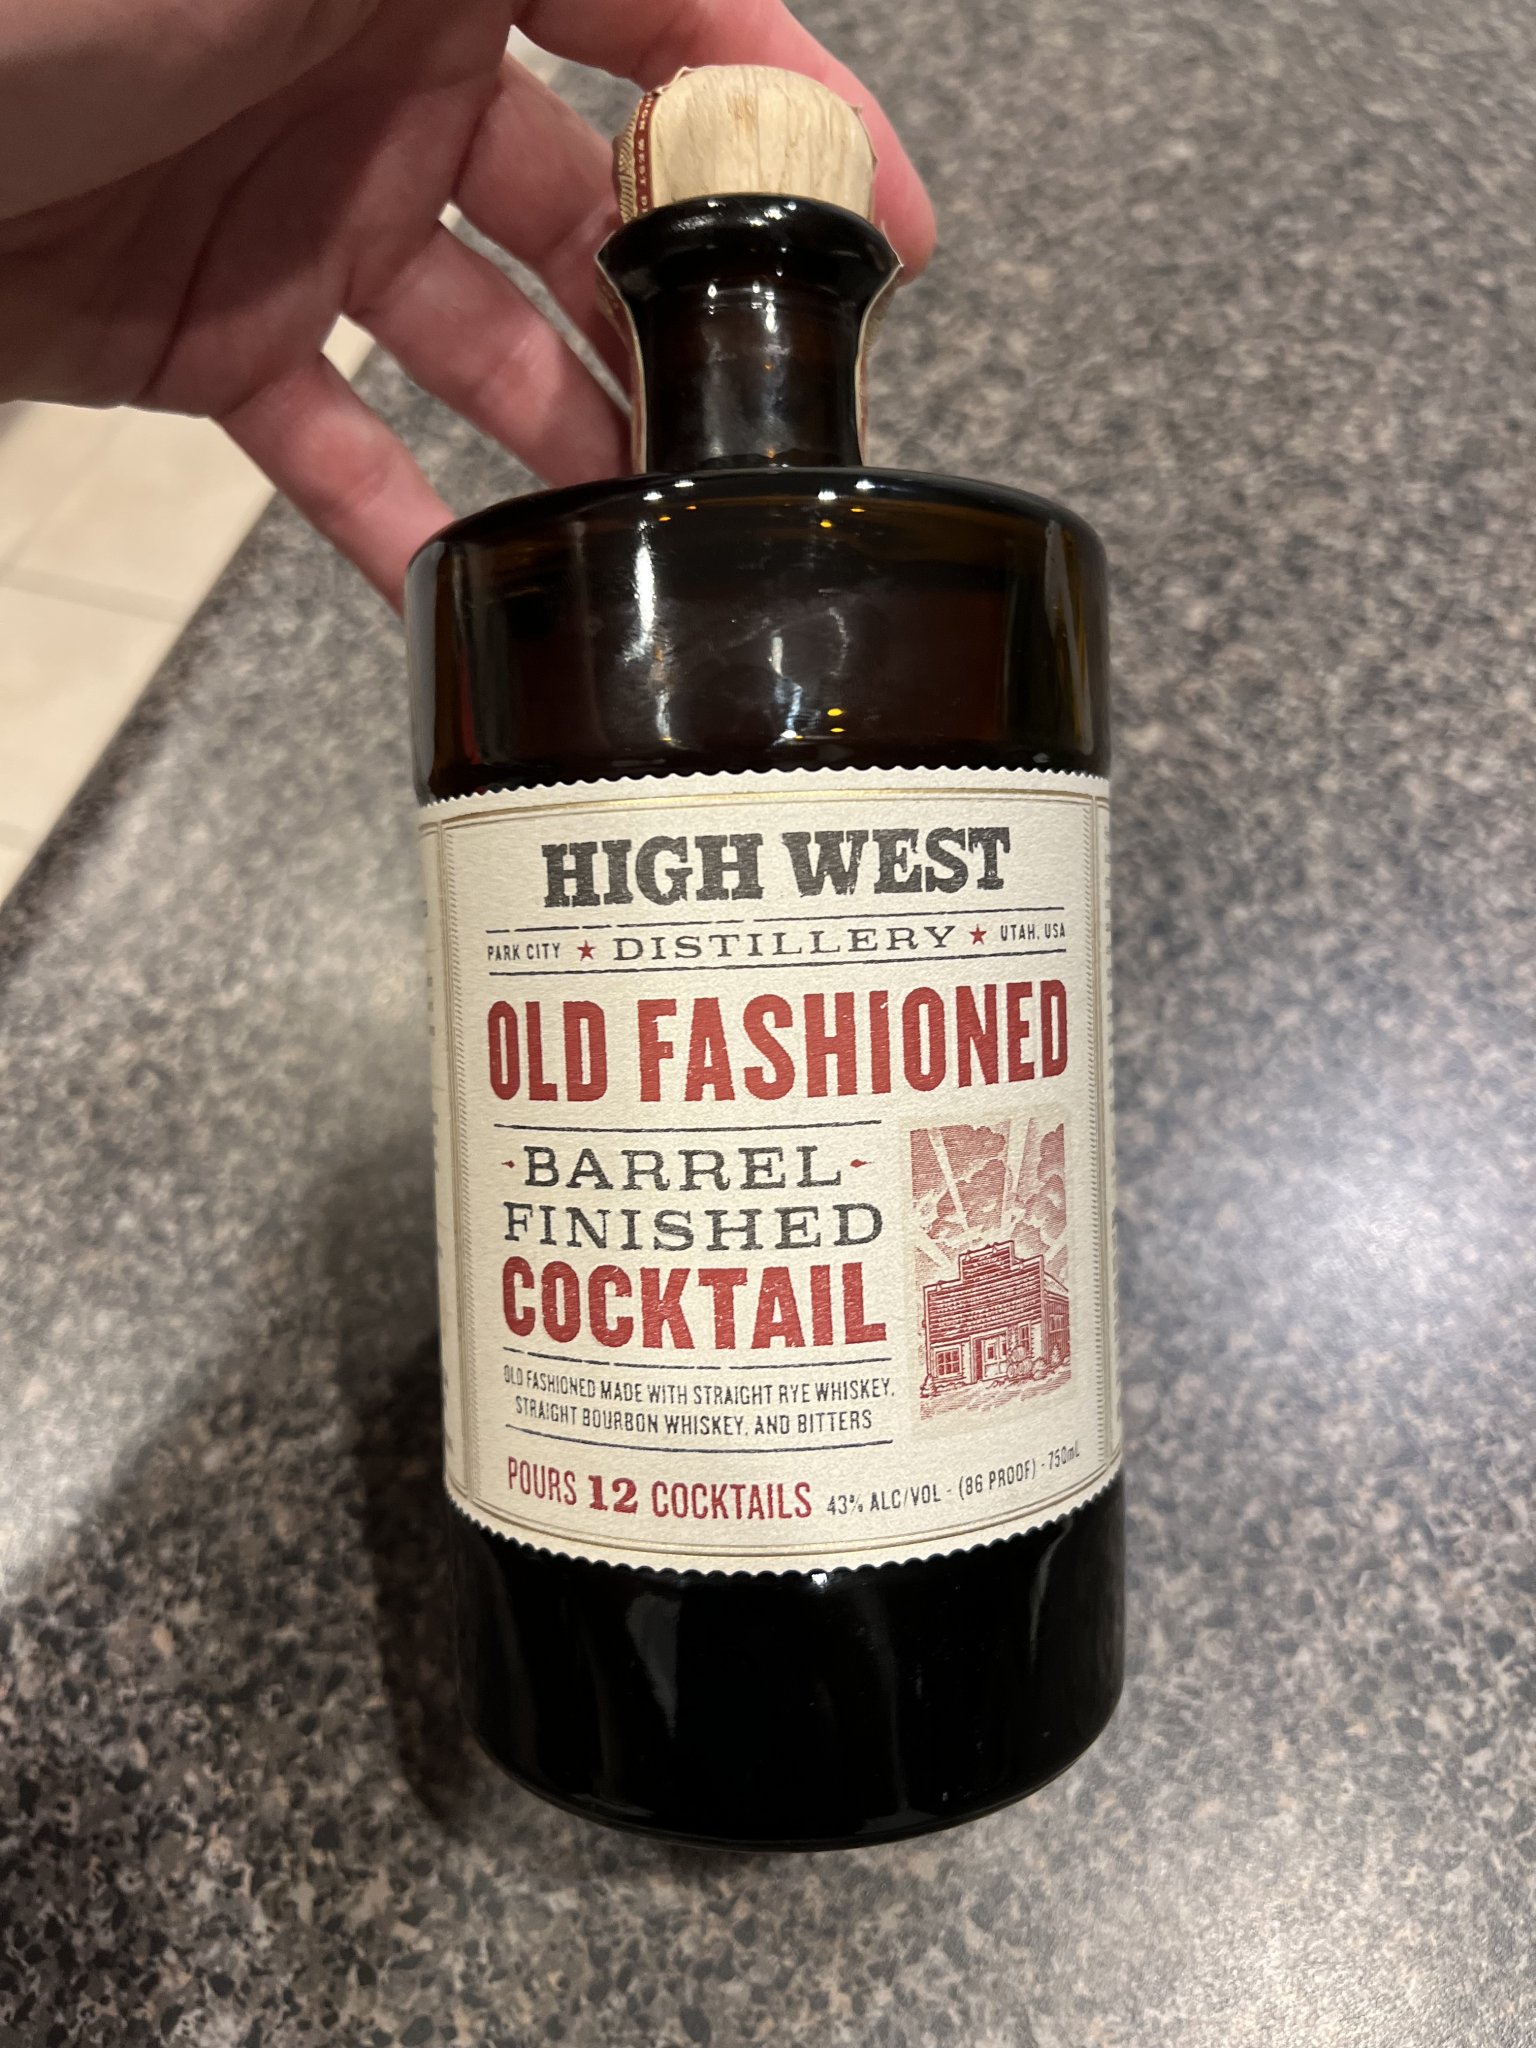 HIGH WEST
PARK CITY ★ DISTILLERY ★ UTAH, USA
OLD FASHIONED
BARREL
FINISHED
COCKTAIL
OLD FASHIONED MADE WITH STRAIGHT RYE WHISKEY,
STRAIGHT BOURBON WHISKEY, AND BITTERS
POURS 12 COCKTAILS 43% ALC/VOL - (86 PROOF) - 750mL